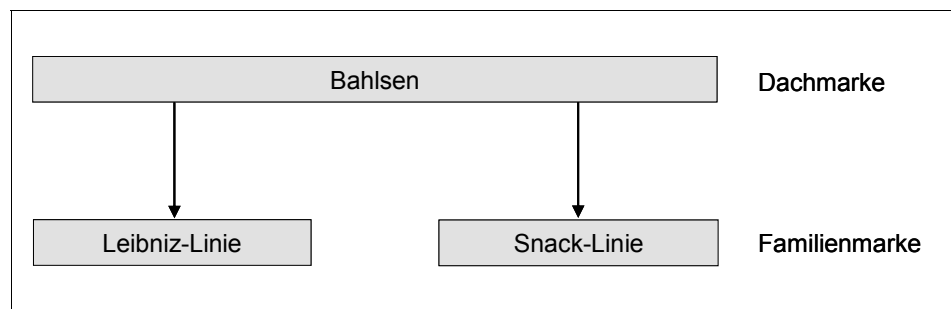 Bahlsen
Dachmarke
Leibniz-Linie
Snack-Linie
Familienmarke